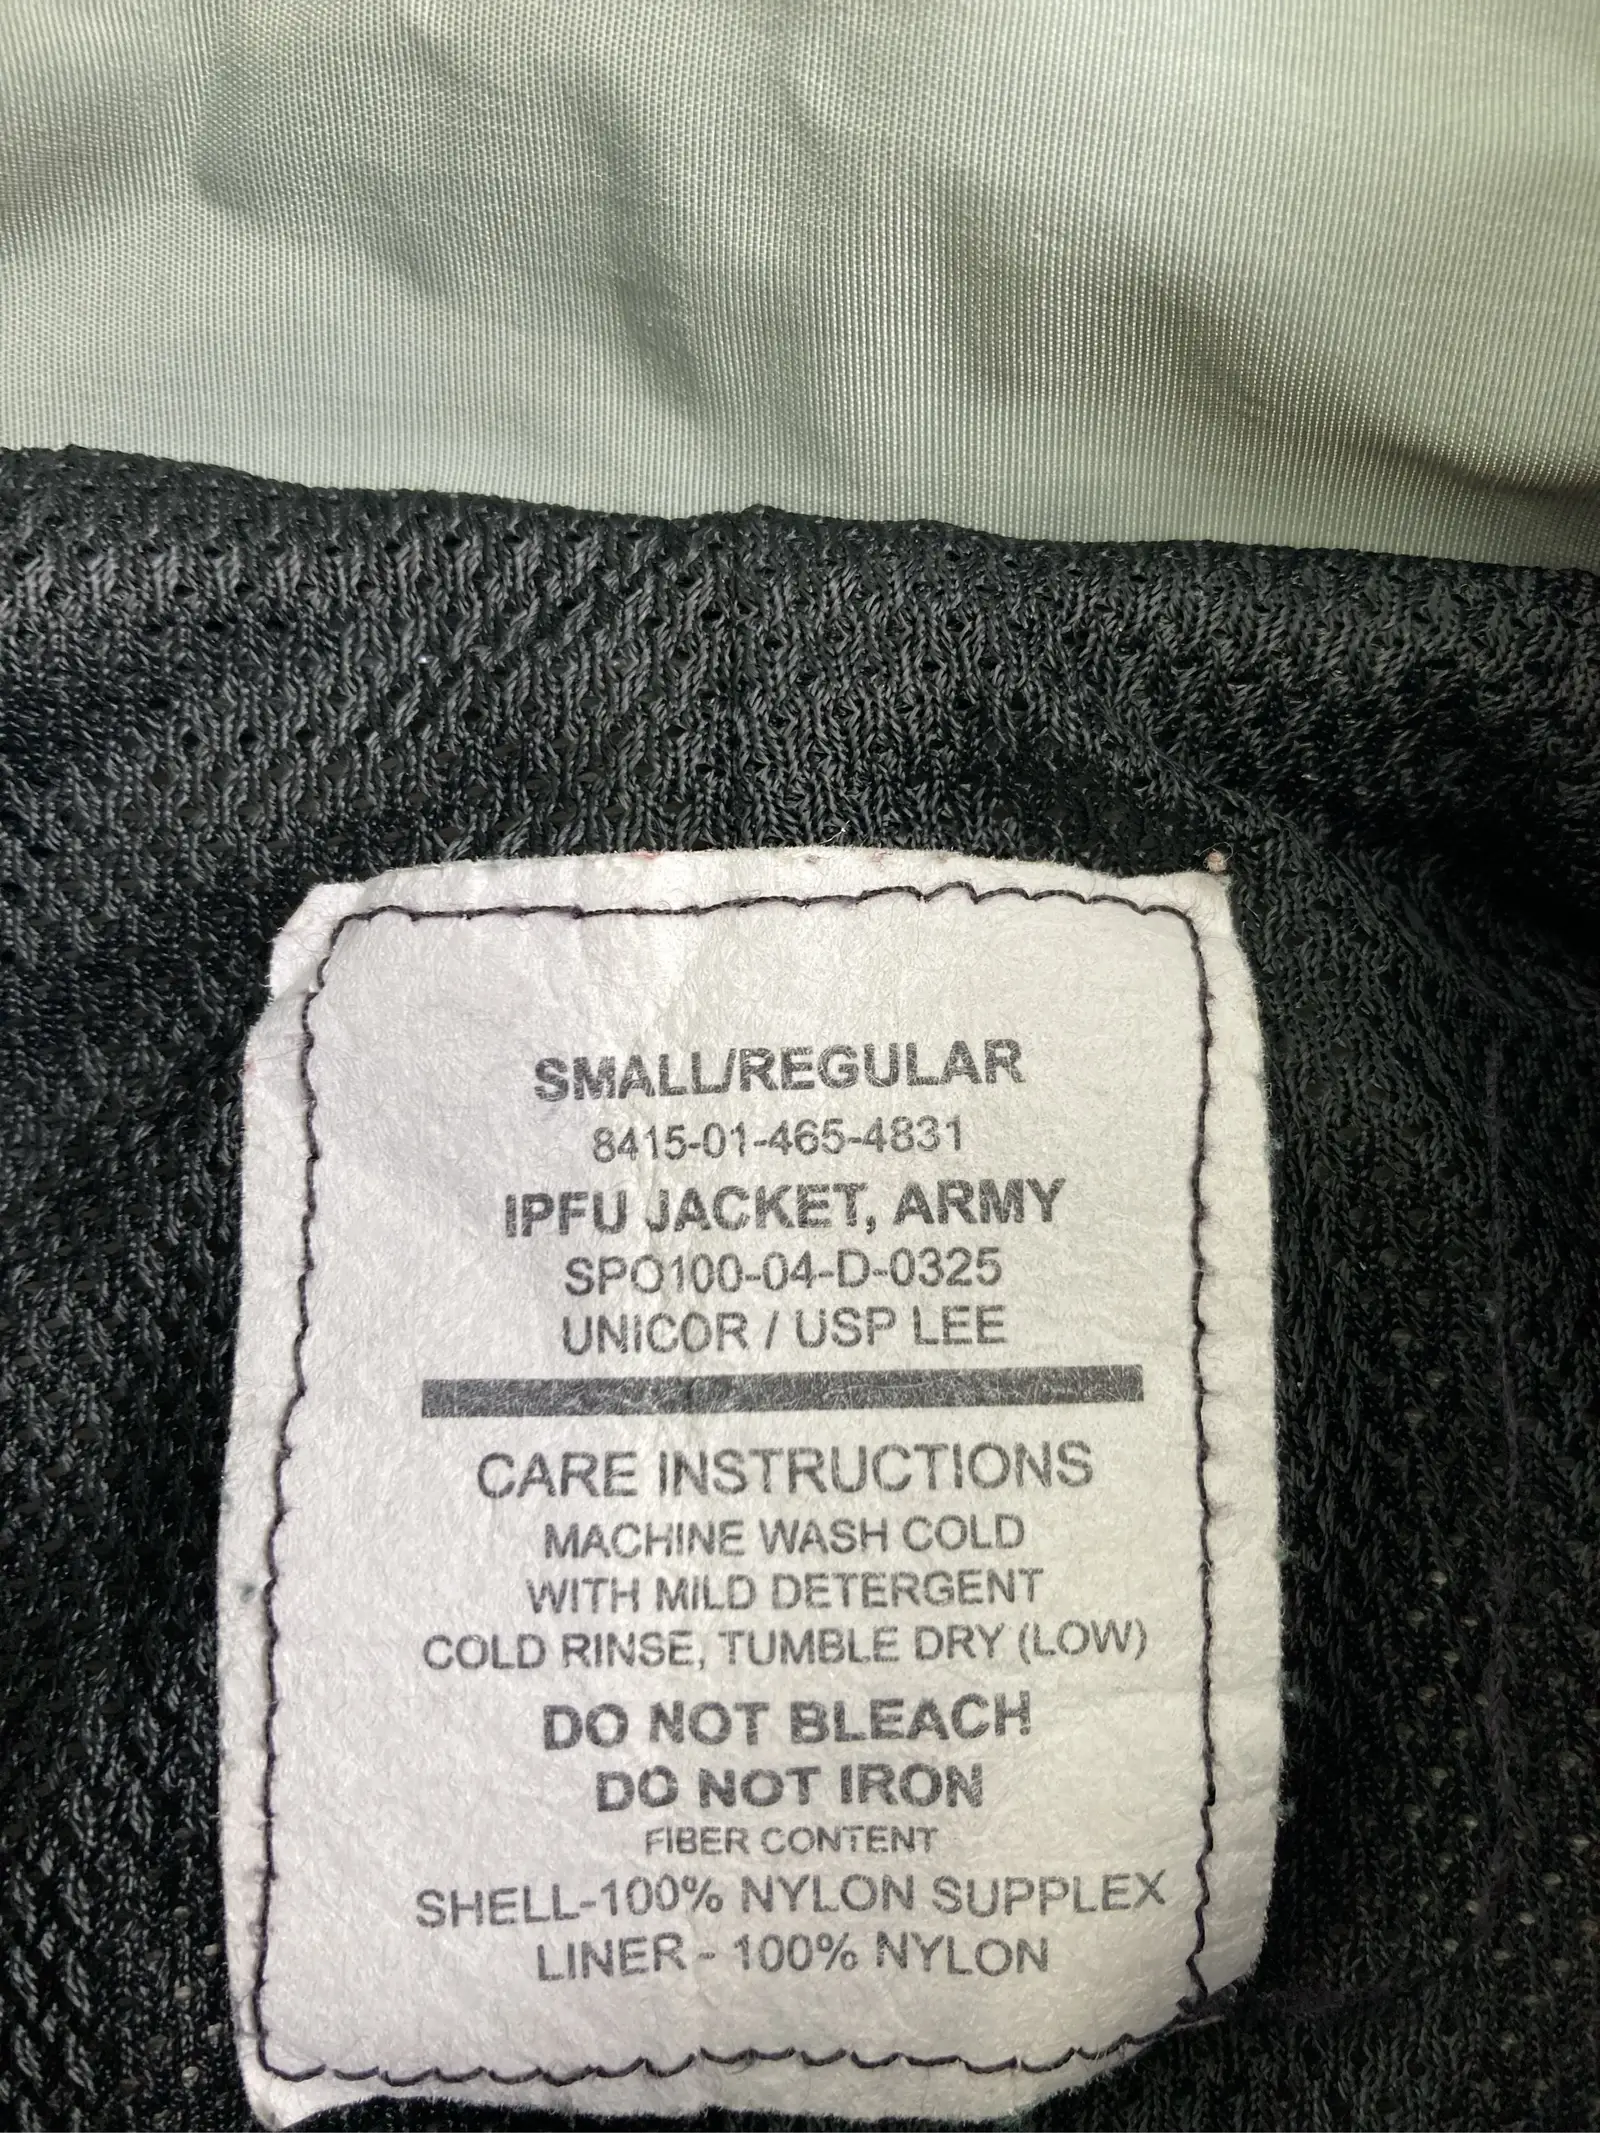 SMALL/REGULAR
8415-01-465-4831
IPFU JACKET, ARMY
SPO100-04-D-0325
UNICOR / USP LEE
CARE INSTRUCTIONS
MACHINE WASH COLD
WITH MILD DETERGENT
COLD RINSE, TUMBLE DRY (LOW)
DO NOT BLEACH
DO NOT IRON
FIBER CONTENT
SHELL-100% NYLON SUPPLEX
LINER - 100% NYLON